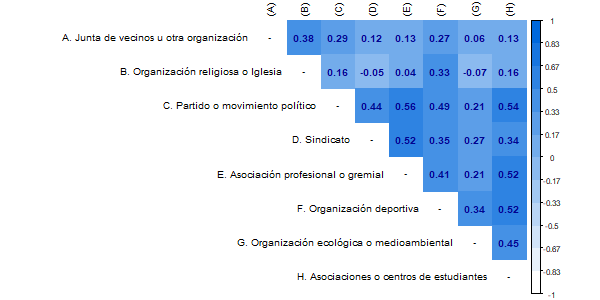 (A) (B) (C) (D) (E) (F) (G) (H)
A. Junta de vecinos u otra organización - 0.38 0.29 0.12 0.13 0.27 0.06 0.13
B. Organización religiosa o Iglesia - 0.16 -0.05 0.04 0.33 -0.07 0.16
C. Partido o movimiento político - 0.44 0.56 0.49 0.21 0.54
D. Sindicato - 0.52 0.35 0.27 0.34
E. Asociación profesional o gremial - 0.41 0.21 0.52
F. Organización deportiva - 0.34 0.52
G. Organización ecológica o medioambiental - 0.45
H. Asociaciones o centros de estudiantes -
1
0.83
0.67
0.5
0.33
0.17
0
-0.17
-0.33
-0.5
-0.67
-0.83
-1